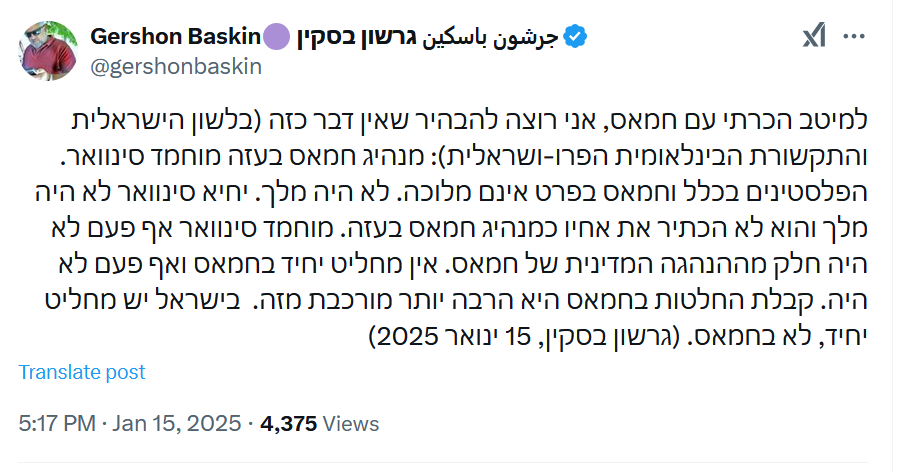 Gershon Baskin🟣 גרשון בסקין جرشون باسكين
@gershonbaskin
למיטב הכרתי עם חמאס, אני רוצה להבהיר שאין דבר כזה (בלשון הישראלית
והתקשורת הבינלאומית הפרו-ושראלית): מנהיג חמאס בעזה מוחמד סינוואר.
הפלסטינים בכלל וחמאס בפרט אינם מלוכה. לא היה מלך. יחיא סינוואר לא היה
מלך והוא לא הכתיר את אחיו כמנהיג חמאס בעזה. מוחמד סינוואר אף פעם לא
היה חלק מההנהגה המדינית של חמאס. אין מחליט יחיד בחמאס ואף פעם לא
היה. קבלת החלטות בחמאס היא הרבה יותר מורכבת מזה. בישראל יש מחליט
יחיד, לא בחמאס. (גרשון בסקין, 15 ינואר 2025)
Translate post
5:17 PM · Jan 15, 2025 · 4,375 Views